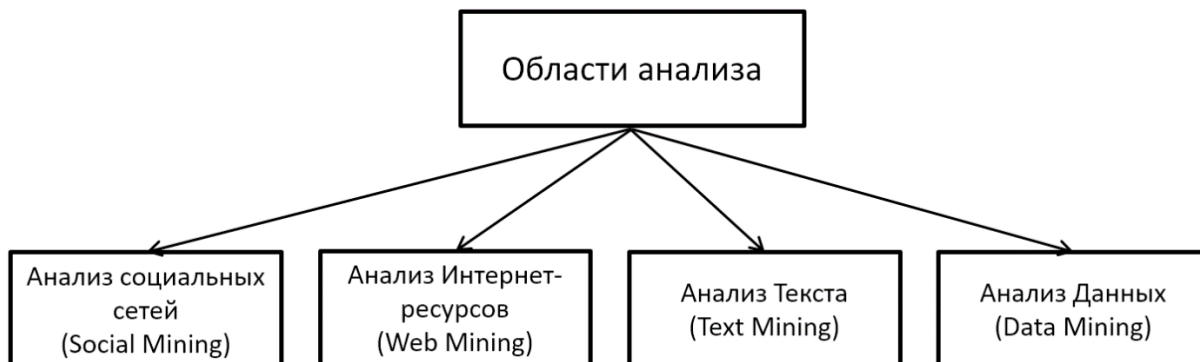 Области анализа
Анализ социальных
сетей
(Social Mining)
Анализ Интернет-
ресурсов
(Web Mining)
Анализ Текста
(Text Mining)
Анализ Данных
(Data Mining)